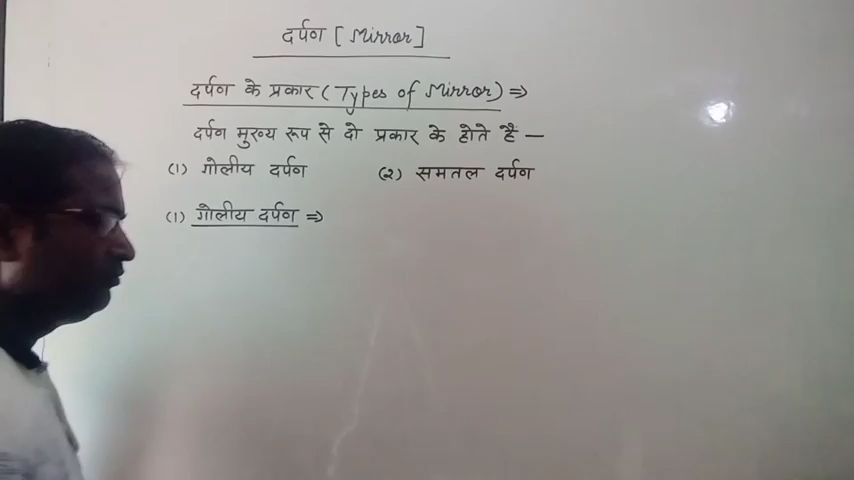 दर्पण [ Mirror ]
दर्पण के प्रकार ( Types of Mirror ) ⇒
दर्पण मुख्य रूप से दो प्रकार के होते है —
(1) गोलीय दर्पण (२) समतल दर्पण
(1) गोलीय दर्पण ⇒